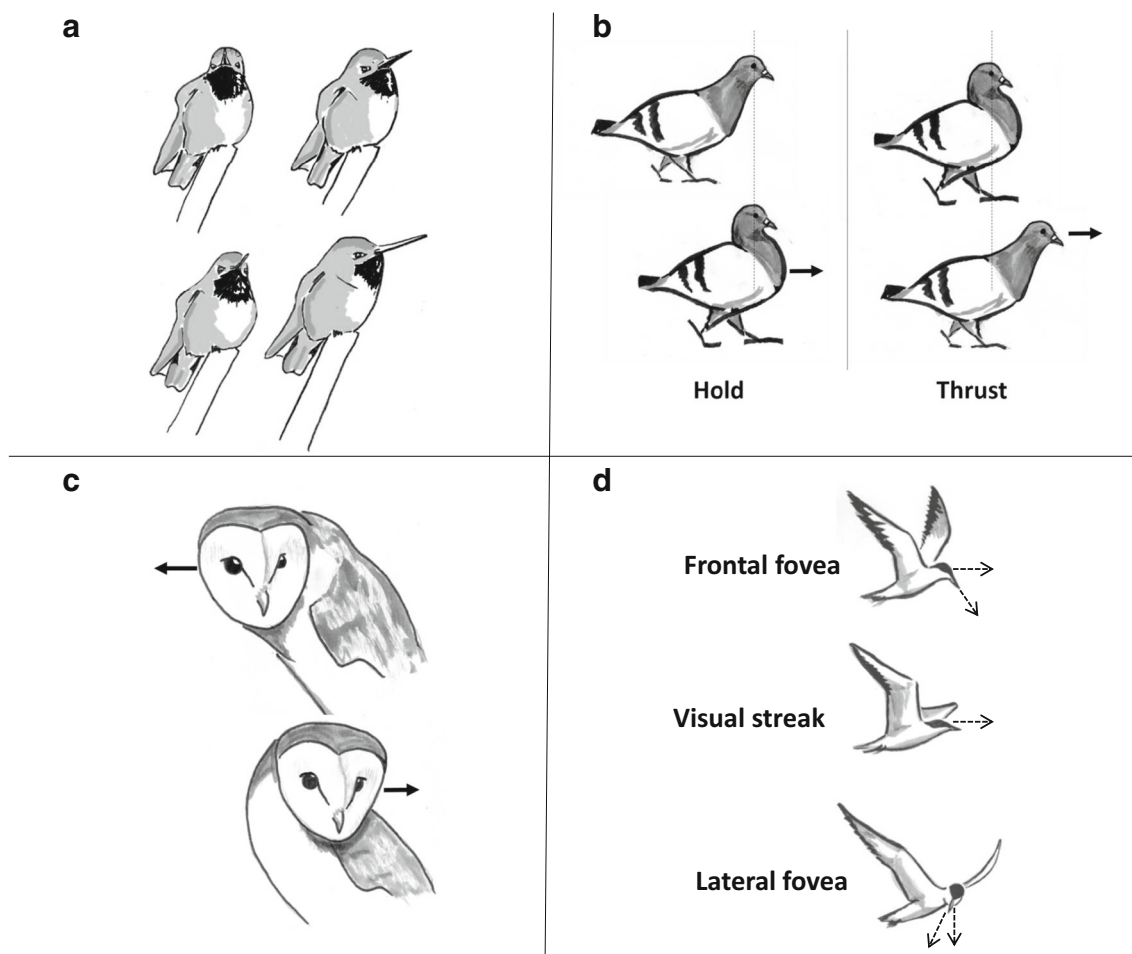 a
b
Hold
Thrust
c
d
Frontal fovea
Visual streak
Lateral fovea